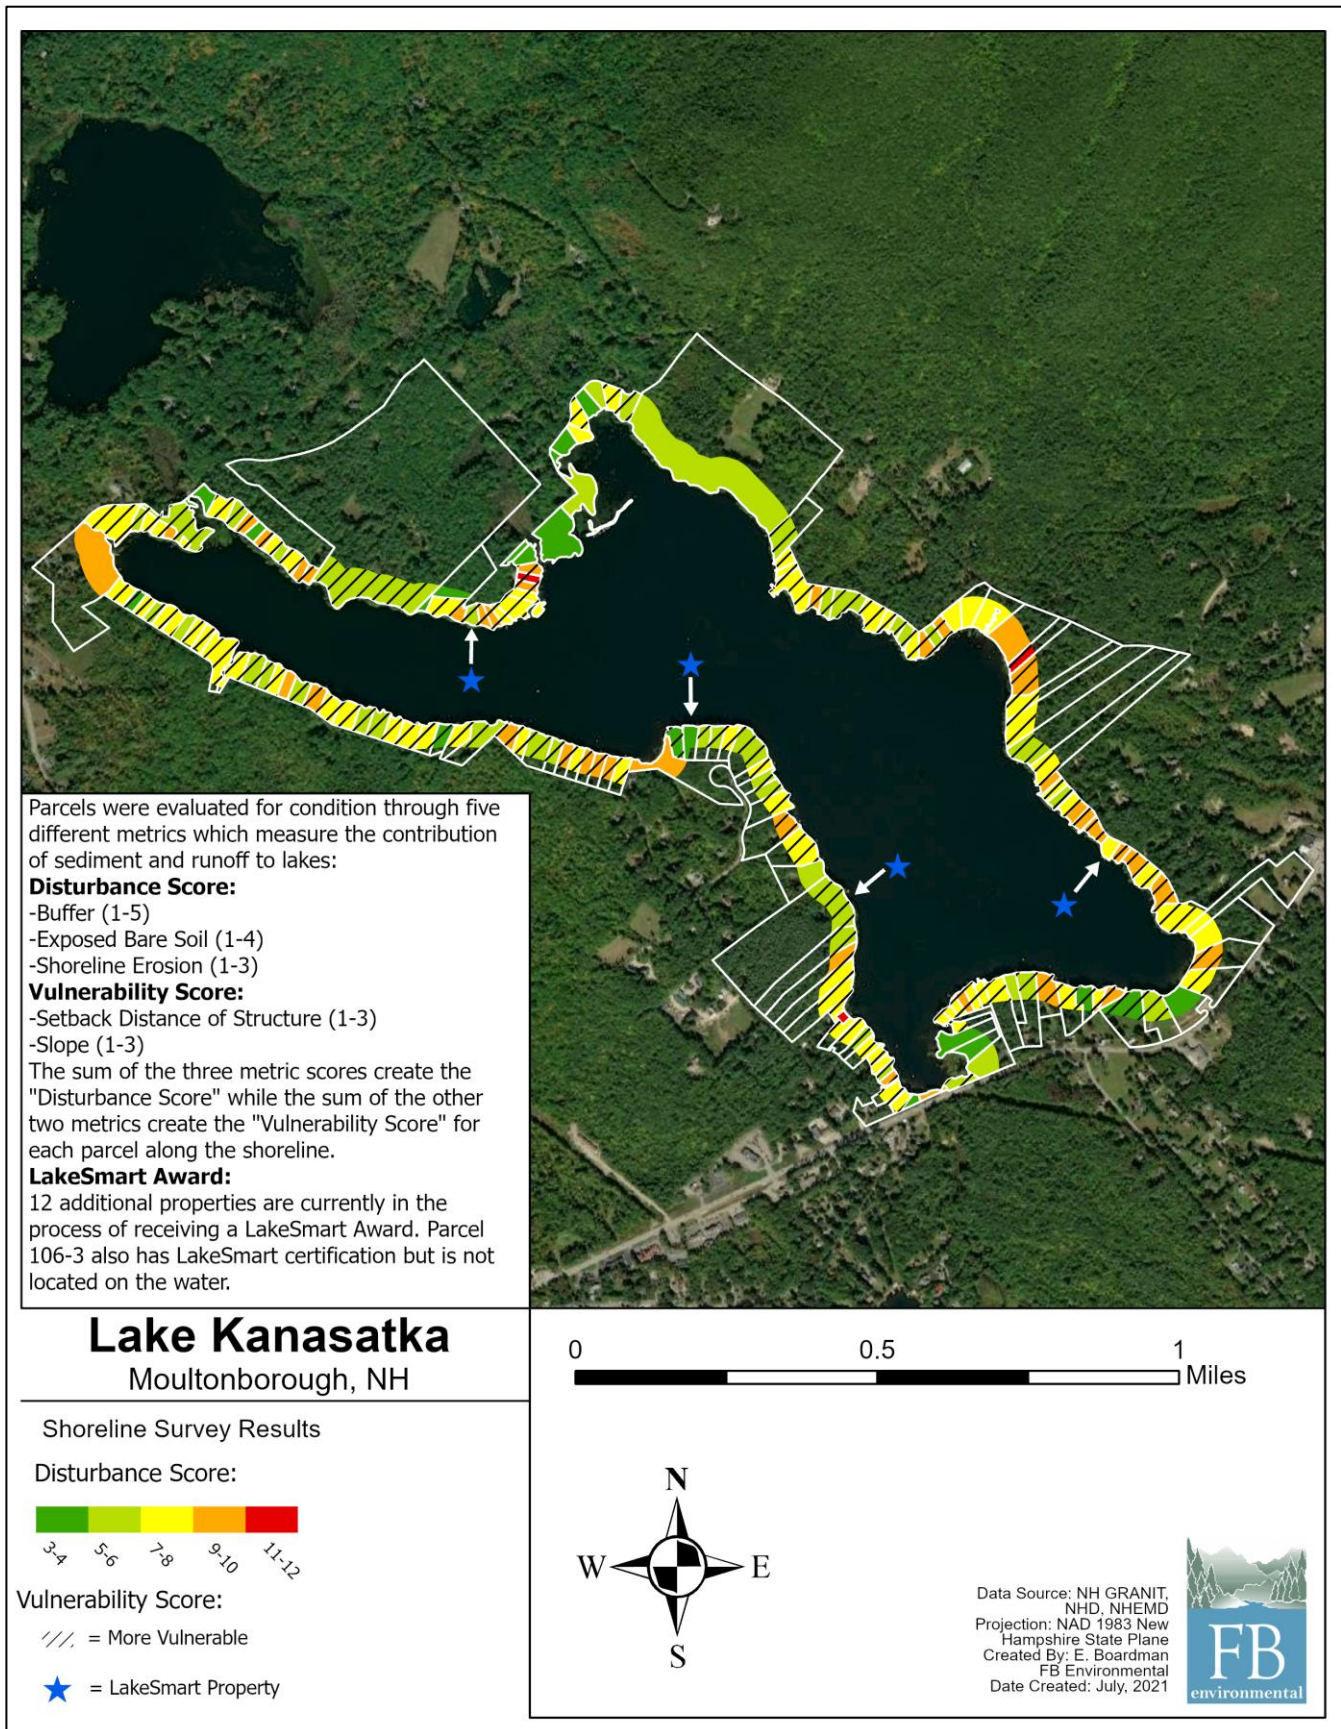 Parcels were evaluated for condition through five
different metrics which measure the contribution
of sediment and runoff to lakes:
Disturbance Score:
-Buffer (1-5)
-Exposed Bare Soil (1-4)
-Shoreline Erosion (1-3)
Vulnerability Score:
-Setback Distance of Structure (1-3)
-Slope (1-3)
The sum of the three metric scores create the
"Disturbance Score" while the sum of the other
two metrics create the "Vulnerability Score" for
each parcel along the shoreline.
LakeSmart Award:
12 additional properties are currently in the
process of receiving a LakeSmart Award. Parcel
106-3 also has LakeSmart certification but is not
located on the water.
Lake Kanasatka
Moultonborough, NH
Shoreline Survey Results
Disturbance Score:
3-4 5-6 7-8 9-10 11-12
Vulnerability Score:
= More Vulnerable
= LakeSmart Property
0 0.5 1
Miles
N
W E
S
Data Source: NH GRANIT,
NHD, NHEMD
Projection: NAD 1983 New
Hampshire State Plane
Created By: E. Boardman
FB Environmental
Date Created: July, 2021
FB
environmental